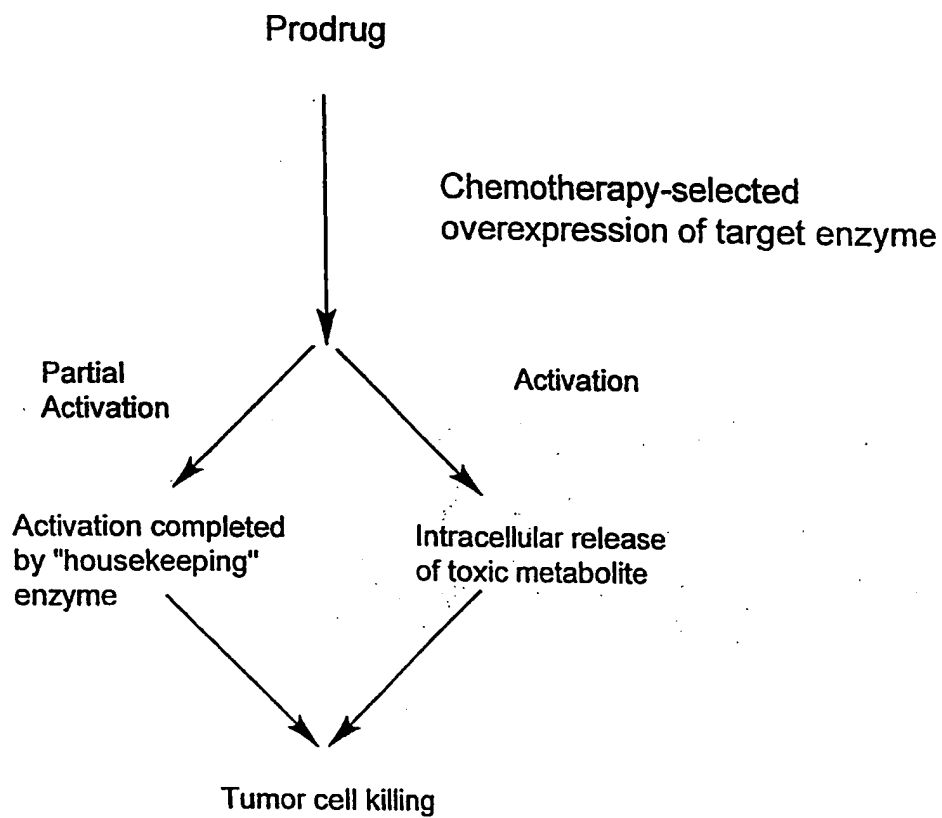 Prodrug
Chemotherapy-selected
overexpression of target enzyme
Partial
Activation
Activation
Activation completed
by "housekeeping"
enzyme
Intracellular release
of toxic metabolite
Tumor cell killing